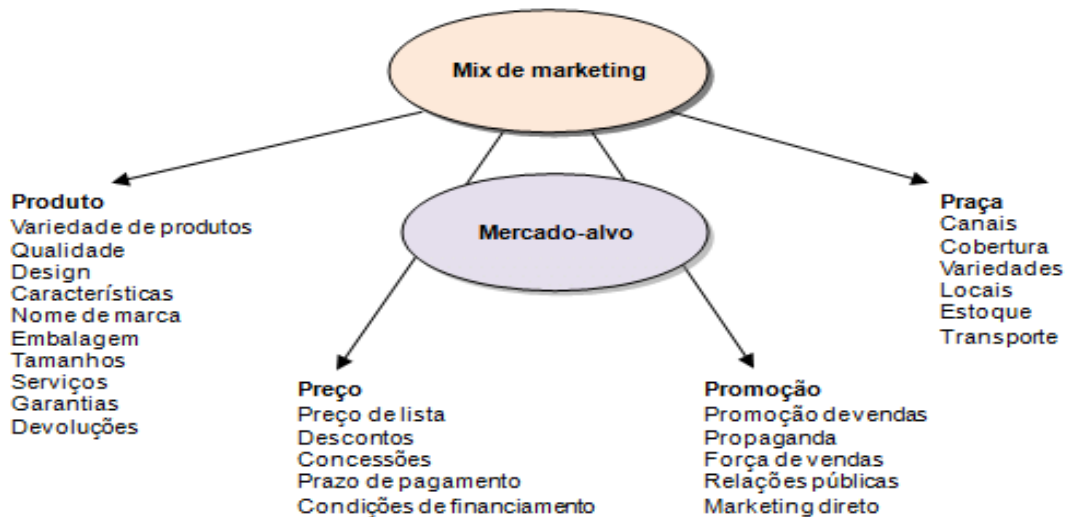 Mix de marketing
Mercado-alvo
Produto
Variedade de produtos
Qualidade
Design
Características
Nome de marca
Embalagem
Tamanhos
Serviços
Garantias
Devoluções
Preço
Preço de lista
Descontos
Concessões
Prazo de pagamento
Condições de financiamento
Promoção
Promoção de vendas
Propaganda
Força de vendas
Relações públicas
Marketing direto
Praça
Canais
Cobertura
Variedades
Locais
Estoque
Transporte